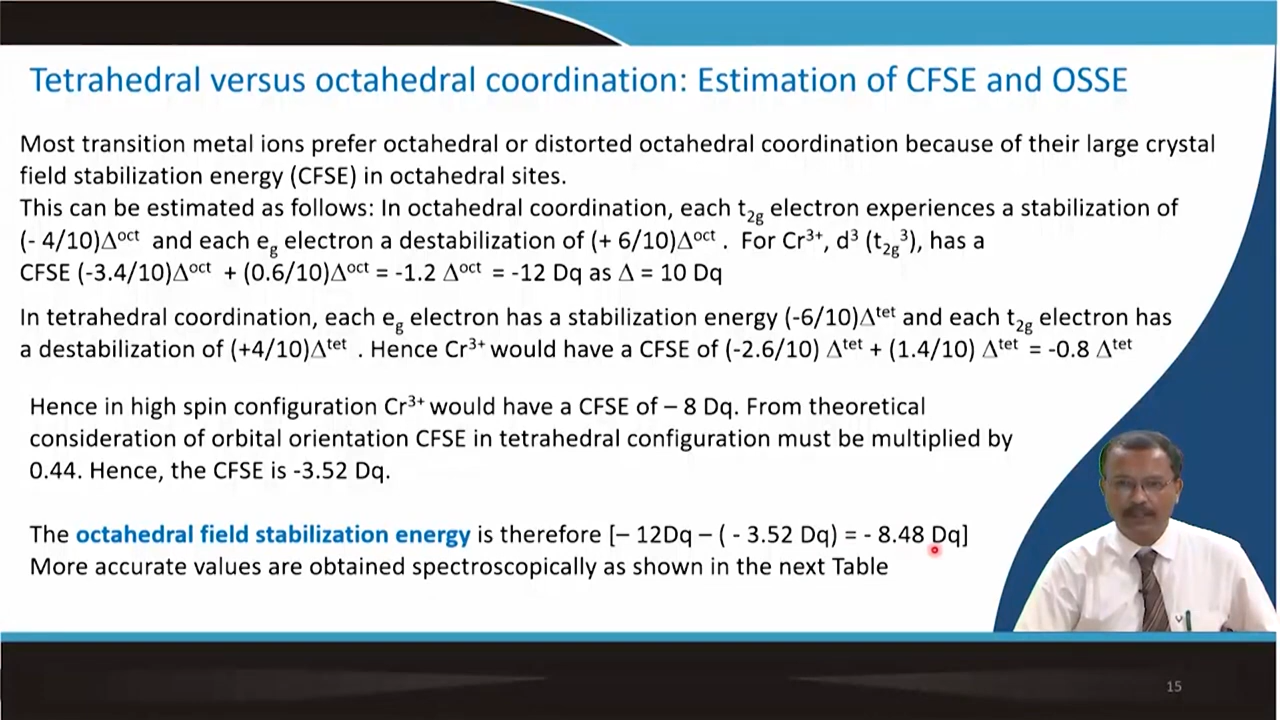 Tetrahedral versus octahedral coordination: Estimation of CFSE and OSSE
Most transition metal ions prefer octahedral or distorted octahedral coordination because of their large crystal
field stabilization energy (CFSE) in octahedral sites.
This can be estimated as follows: In octahedral coordination, each t₂g electron experiences a stabilization of
(- 4/10)Δᵒᶜᵗ and each eg electron a destabilization of (+ 6/10)Δᵒᶜᵗ . For Cr³⁺, d³ (t₂g³), has a
CFSE (-3.4/10)Δᵒᶜᵗ + (0.6/10)Δᵒᶜᵗ = -1.2 Δᵒᶜᵗ = -12 Dq as Δ = 10 Dq
In tetrahedral coordination, each eg electron has a stabilization energy (-6/10)Δᵗᵉᵗ and each t₂g electron has
a destabilization of (+4/10)Δᵗᵉᵗ . Hence Cr³⁺ would have a CFSE of (-2.6/10) Δᵗᵉᵗ + (1.4/10) Δᵗᵉᵗ = -0.8 Δᵗᵉᵗ
Hence in high spin configuration Cr³⁺ would have a CFSE of – 8 Dq. From theoretical
consideration of orbital orientation CFSE in tetrahedral configuration must be multiplied by
0.44. Hence, the CFSE is -3.52 Dq.
The octahedral field stabilization energy is therefore [– 12Dq – ( - 3.52 Dq) = - 8.48 Dq]
More accurate values are obtained spectroscopically as shown in the next Table
15